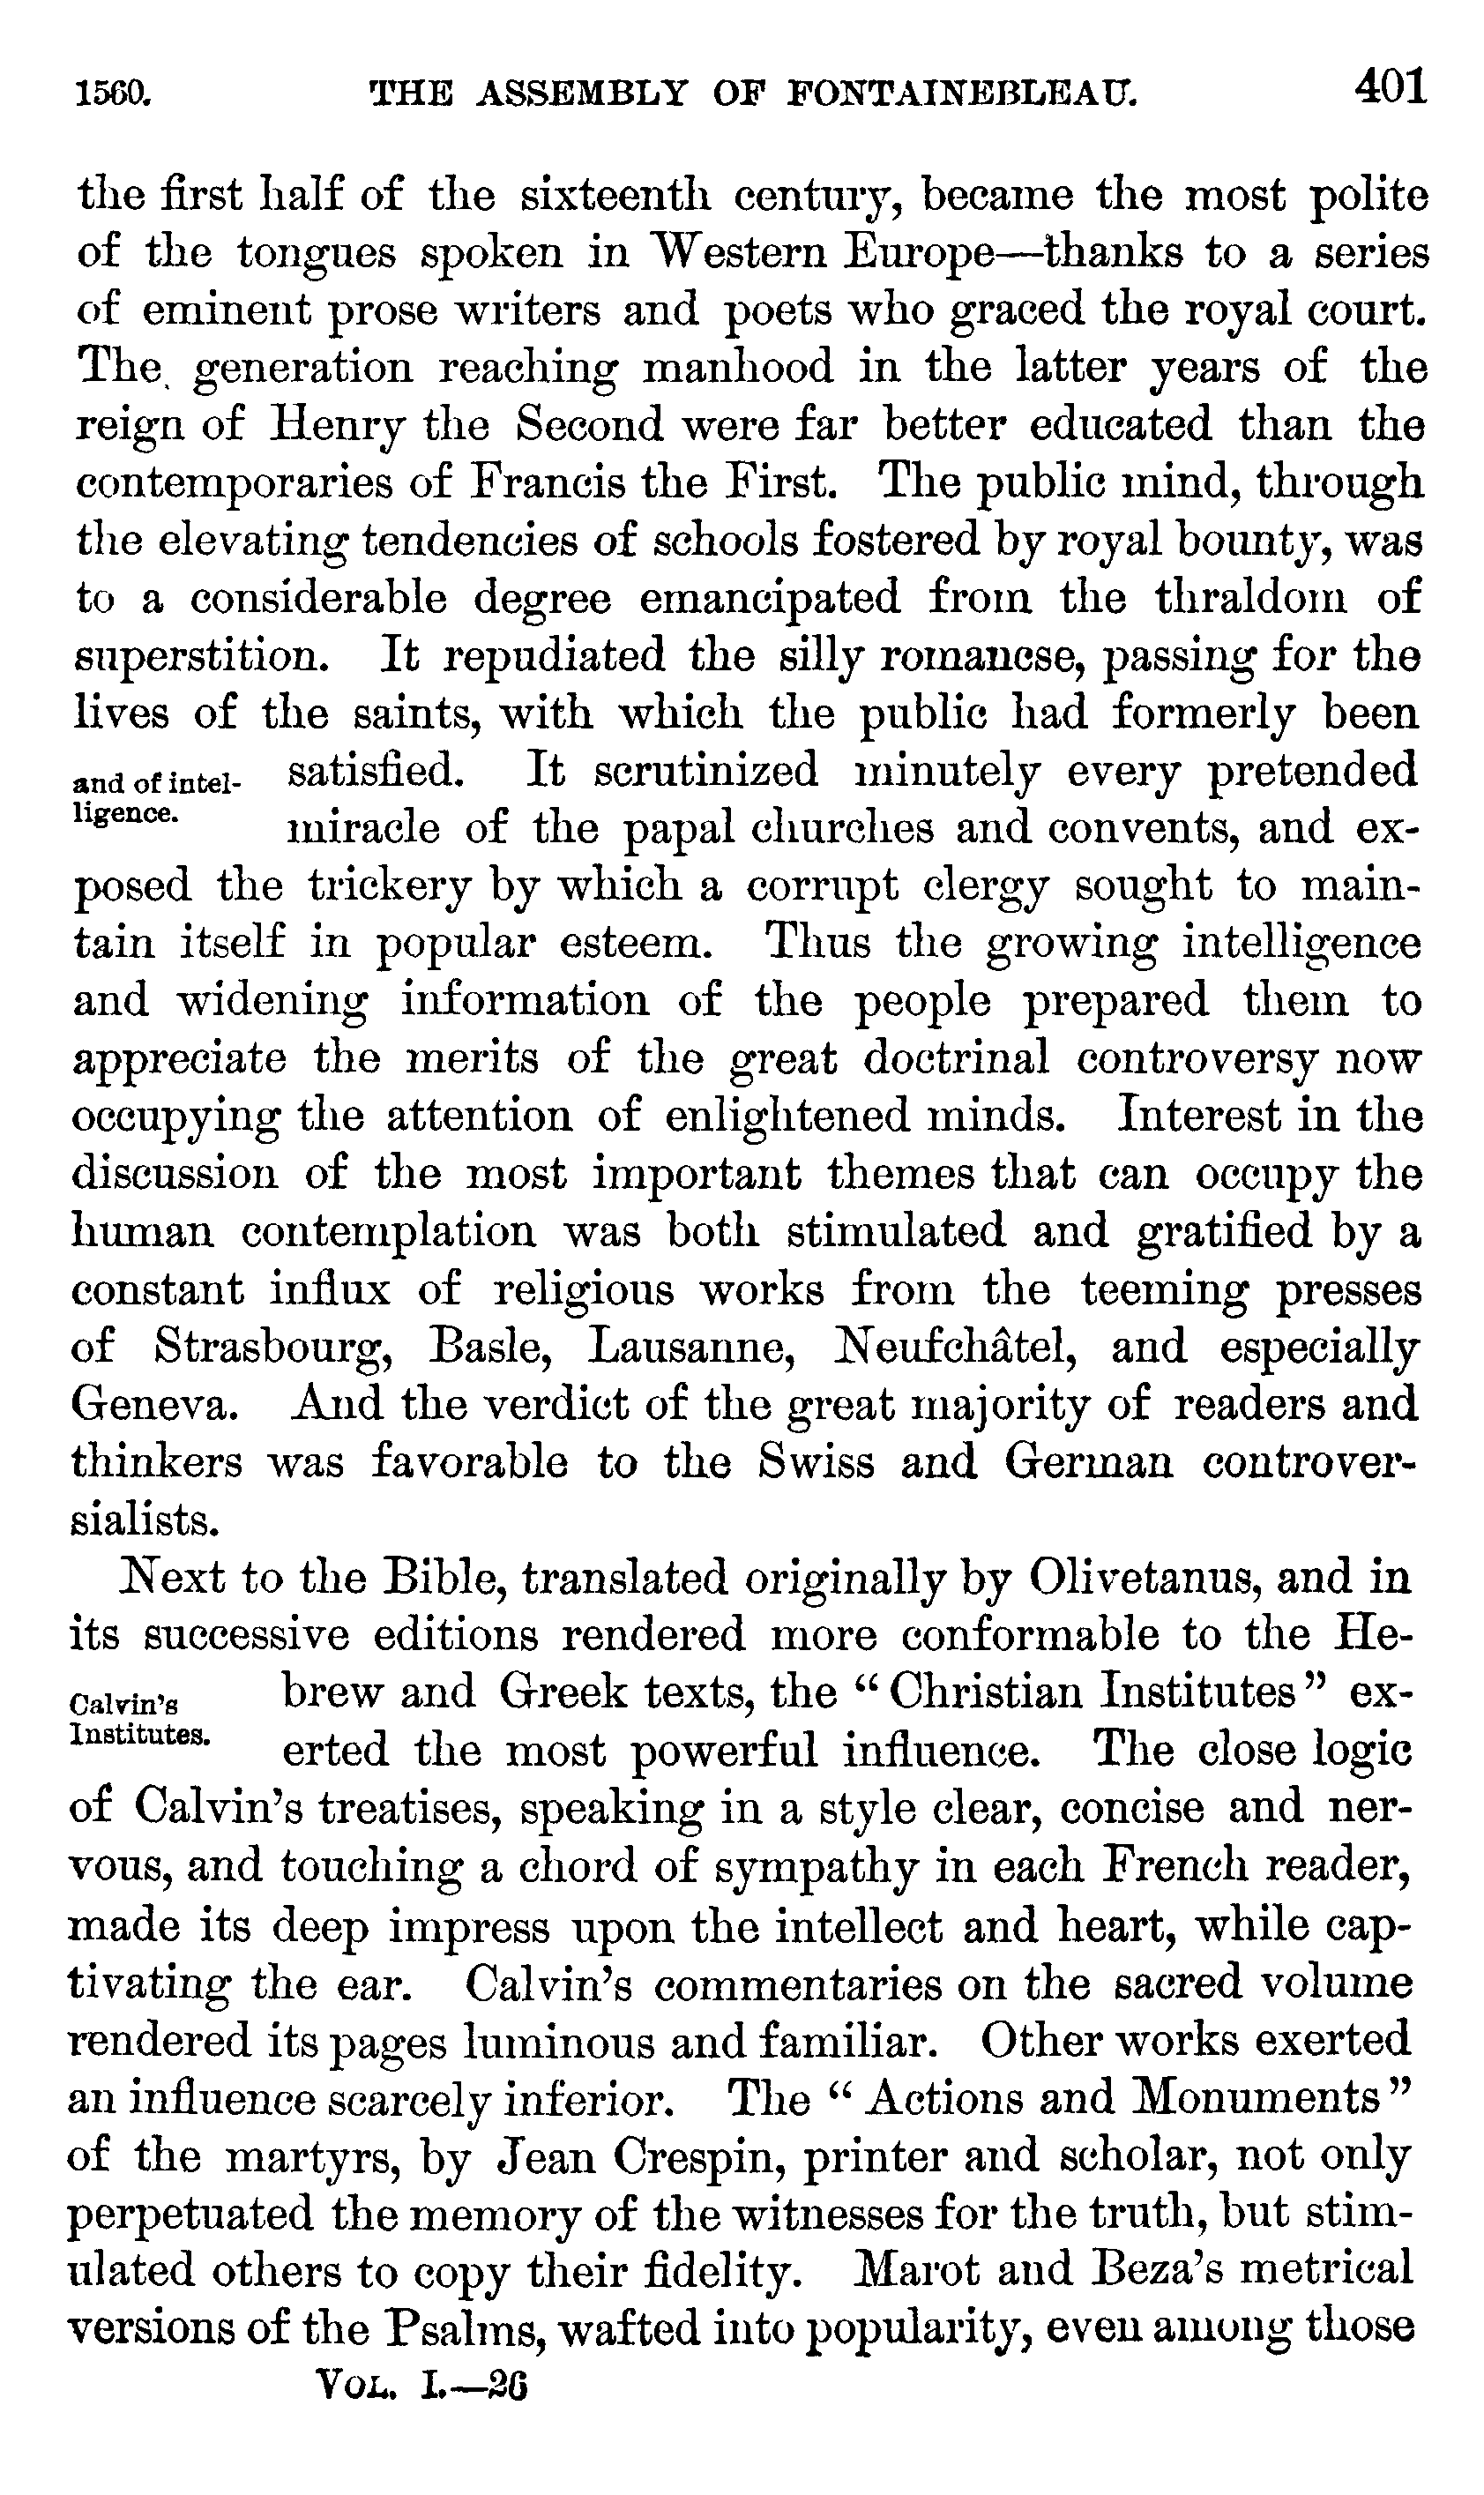 1560. THE ASSEMBLY OF FONTAINEBLEAU. 401
the first half of the sixteenth century, became the most polite
of the tongues spoken in Western Europe—thanks to a series
of eminent prose writers and poets who graced the royal court.
The generation reaching manhood in the latter years of the
reign of Henry the Second were far better educated than the
contemporaries of Francis the First. The public mind, through
the elevating tendencies of schools fostered by royal bounty, was
to a considerable degree emancipated from the thraldom of
superstition. It repudiated the silly romancse, passing for the
lives of the saints, with which the public had formerly been
and of intel-
ligence.
satisfied. It scrutinized minutely every pretended
miracle of the papal churches and convents, and ex-
posed the trickery by which a corrupt clergy sought to main-
tain itself in popular esteem. Thus the growing intelligence
and widening information of the people prepared them to
appreciate the merits of the great doctrinal controversy now
occupying the attention of enlightened minds. Interest in the
discussion of the most important themes that can occupy the
human contemplation was both stimulated and gratified by a
constant influx of religious works from the teeming presses
of Strasbourg, Basle, Lausanne, Neufchâtel, and especially
Geneva. And the verdict of the great majority of readers and
thinkers was favorable to the Swiss and German controver-
sialists.
Next to the Bible, translated originally by Olivetanus, and in
its successive editions rendered more conformable to the He-
Calvin's
Institutes.
brew and Greek texts, the “Christian Institutes” ex-
erted the most powerful influence. The close logic
of Calvin's treatises, speaking in a style clear, concise and ner-
vous, and touching a chord of sympathy in each French reader,
made its deep impress upon the intellect and heart, while cap-
tivating the ear. Calvin's commentaries on the sacred volume
rendered its pages luminous and familiar. Other works exerted
an influence scarcely inferior. The “Actions and Monuments”
of the martyrs, by Jean Crespin, printer and scholar, not only
perpetuated the memory of the witnesses for the truth, but stim-
ulated others to copy their fidelity. Marot and Beza's metrical
versions of the Psalms, wafted into popularity, even among those
VOL. I.—26